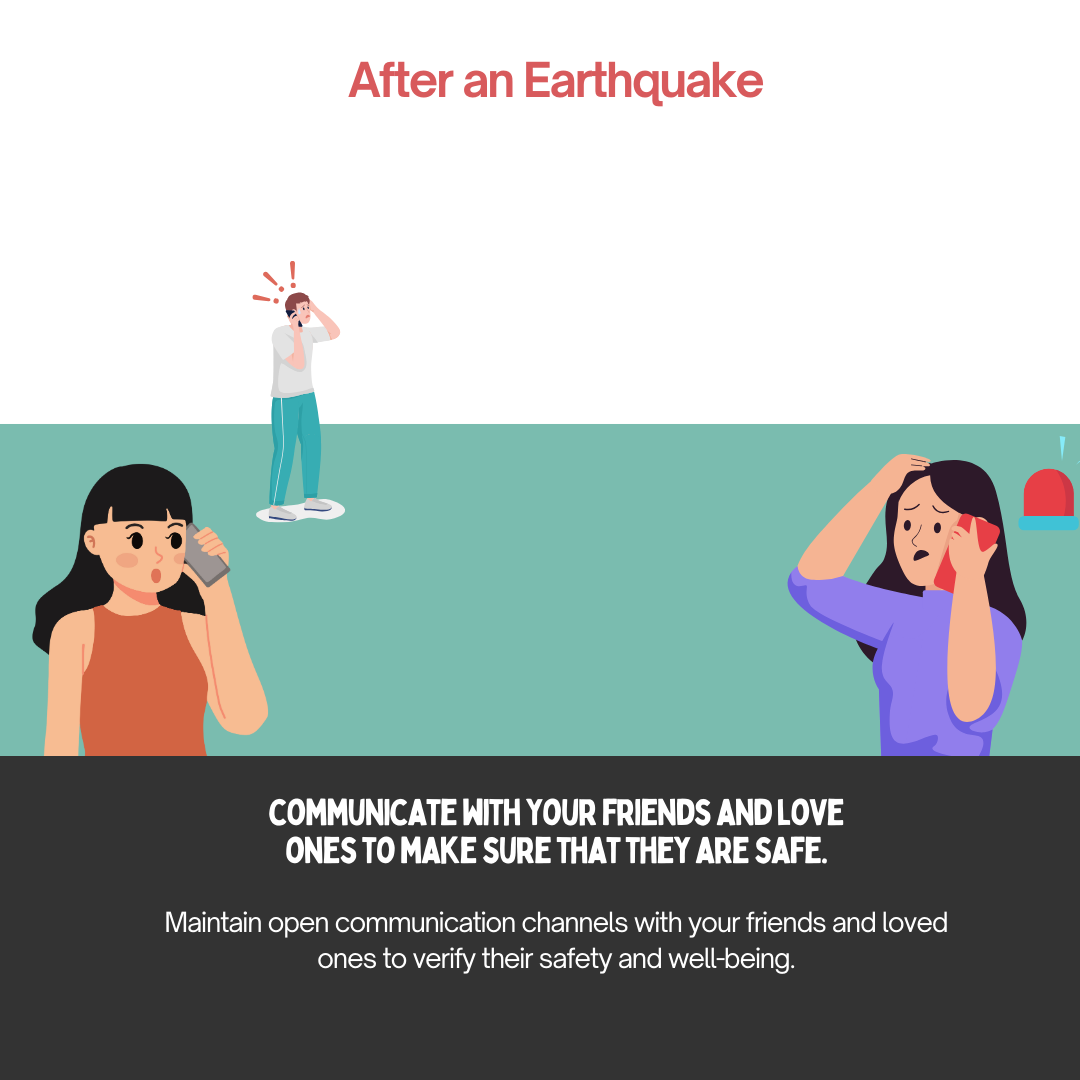 After an Earthquake
COMMUNICATE WITH YOUR FRIENDS AND LOVE
ONES TO MAKE SURE THAT THEY ARE SAFE.
Maintain open communication channels with your friends and loved
ones to verify their safety and well-being.